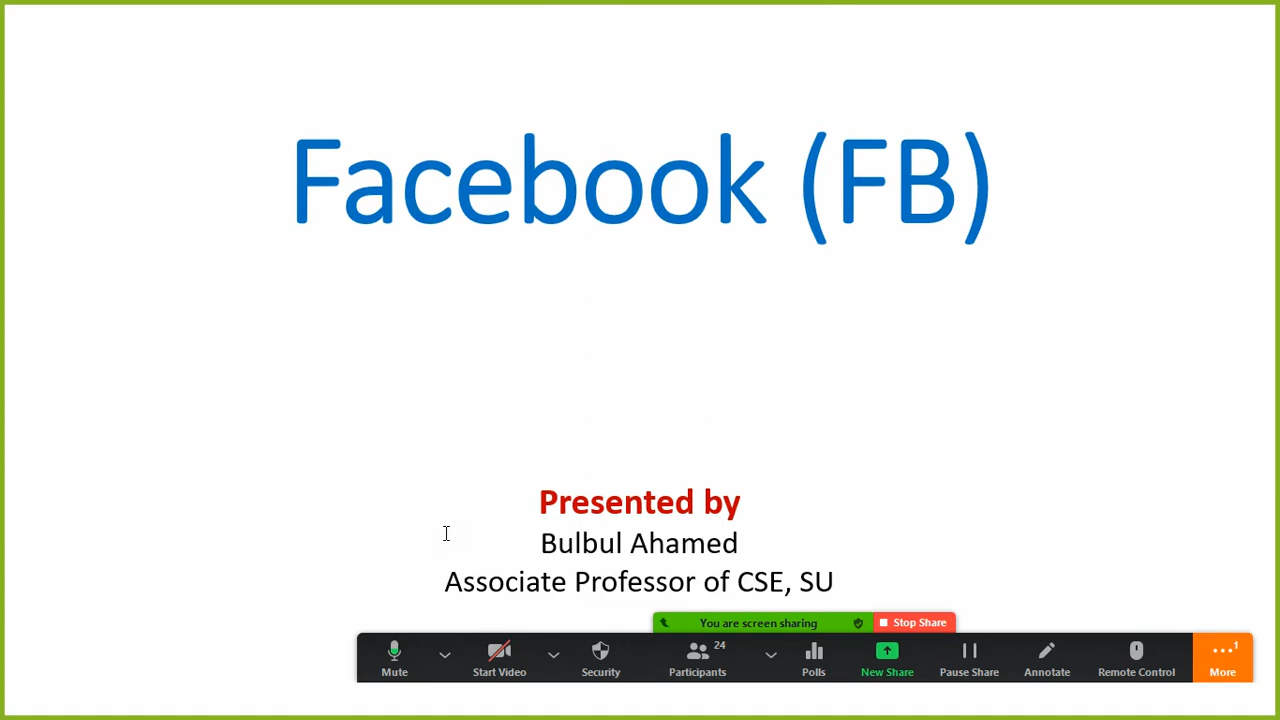 Facebook (FB)
Presented by
Bulbul Ahamed
Associate Professor of CSE, SU
You are screen sharing Stop Share
24 1
Mute Start Video Security Participants Polls New Share Pause Share Annotate Remote Control More